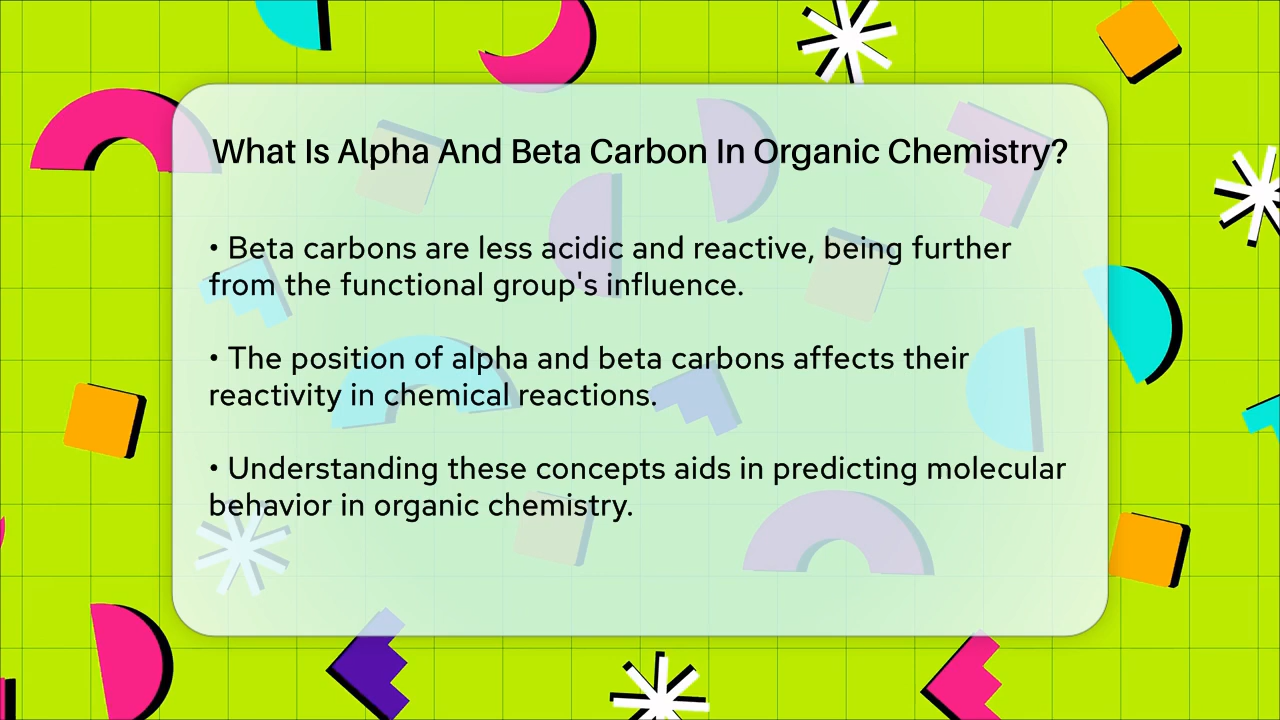 What Is Alpha And Beta Carbon In Organic Chemistry?
• Beta carbons are less acidic and reactive, being further
from the functional group's influence.
• The position of alpha and beta carbons affects their
reactivity in chemical reactions.
• Understanding these concepts aids in predicting molecular
behavior in organic chemistry.